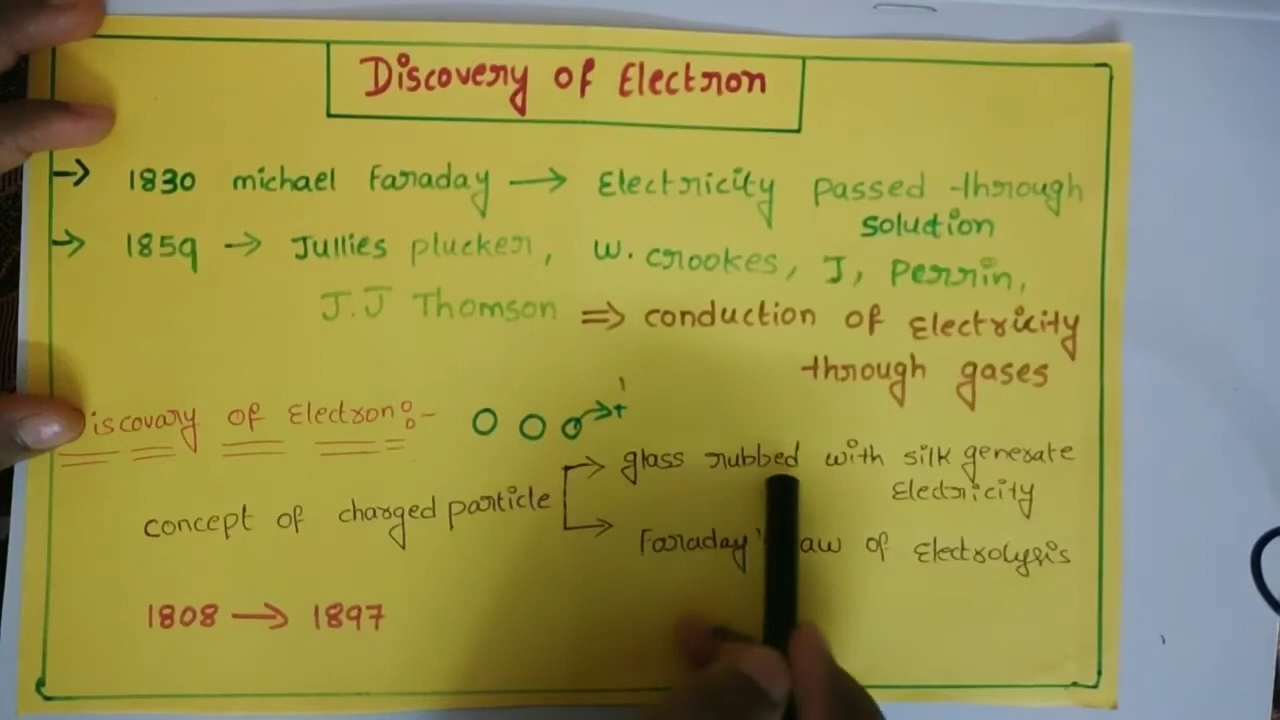 Discovery of Electron
→ 1830 michael Faraday → Electricity passed through
solution
→ 1859 → Jullies plucker, W. crookes, J, Perrin,
J.J Thomson ⇒ conduction of Electricity
through gases
iscovary of Electron:-
glass rubbed with silk generate
Electricity
concept of charged particle
Faraday' aw of Electrolysis
1808 → 1897